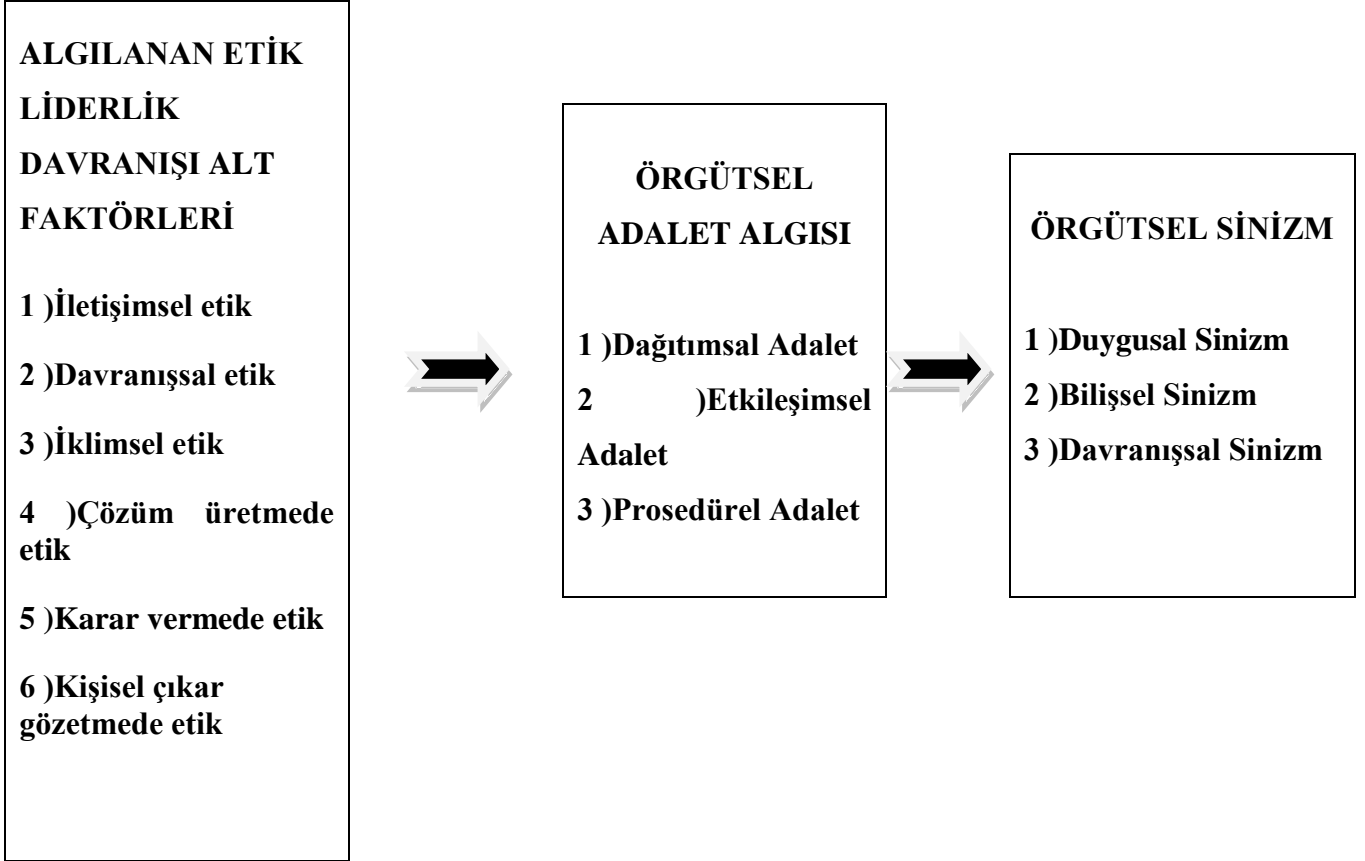 ALGILANAN ETİK
LİDERLİK
DAVRANIŞI ALT
FAKTÖRLERİ
1 )İletişimsel etik
2 )Davranışsal etik
3 )İklimsel etik
4 )Çözüm üretmede
etik
5 )Karar vermede etik
6 )Kişisel çıkar
gözetmede etik
ÖRGÜTSEL
ADALET ALGISI
1 )Dağıtımsal Adalet
2 )Etkileşimsel
Adalet
3 )Prosedürel Adalet
ÖRGÜTSEL SİNİZM
1 )Duygusal Sinizm
2 )Bilişsel Sinizm
3 )Davranışsal Sinizm